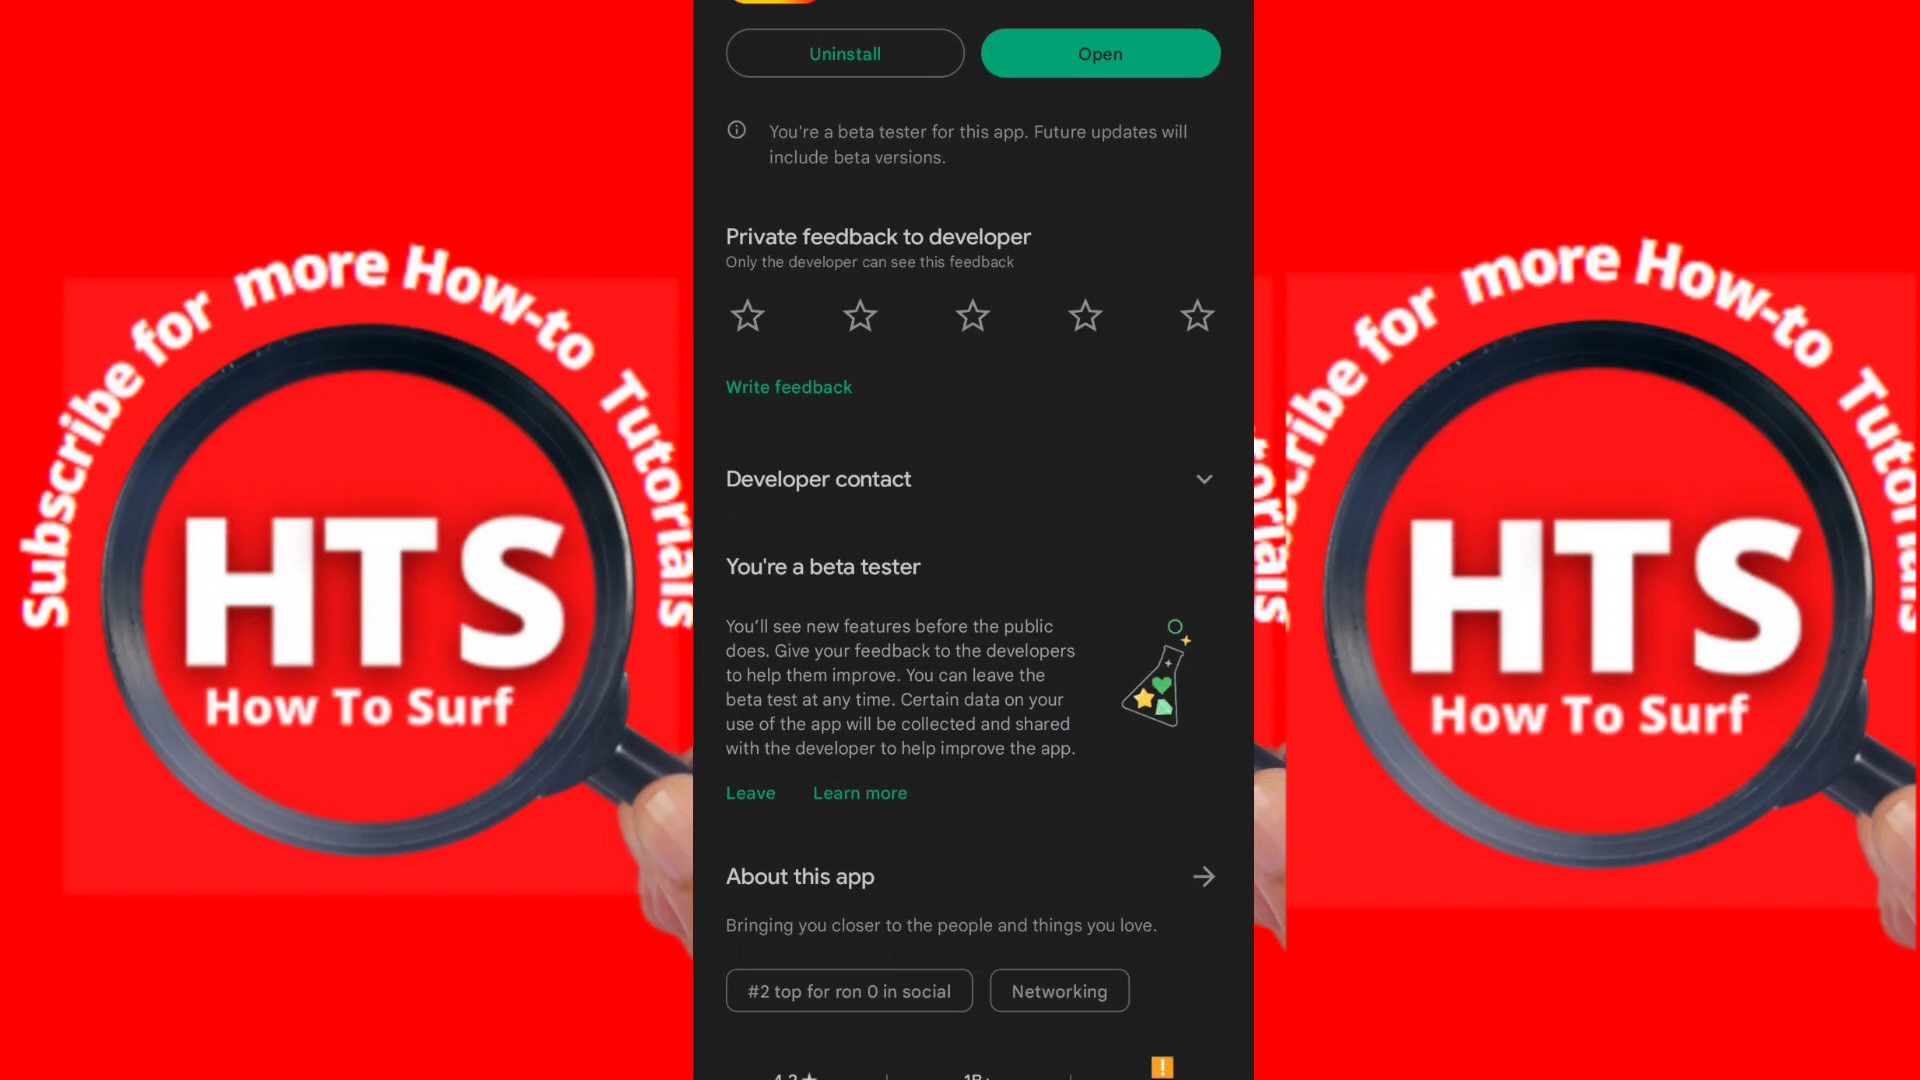 Uninstall
Open
You're a beta tester for this app. Future updates will
include beta versions.
Private feedback to developer
Only the developer can see this feedback
Write feedback
Developer contact
You're a beta tester
You'll see new features before the public
does. Give your feedback to the developers
to help them improve. You can leave the
beta test at any time. Certain data on your
use of the app will be collected and shared
with the developer to help improve the app.
Leave
Learn more
About this app
Bringing you closer to the people and things you love.
#2 top for ron 0 in social
Networking
Subscribe for more How-to Tutorials
HTS
How To Surf
Subscribe for more How-to Tutorials
HTS
How To Surf